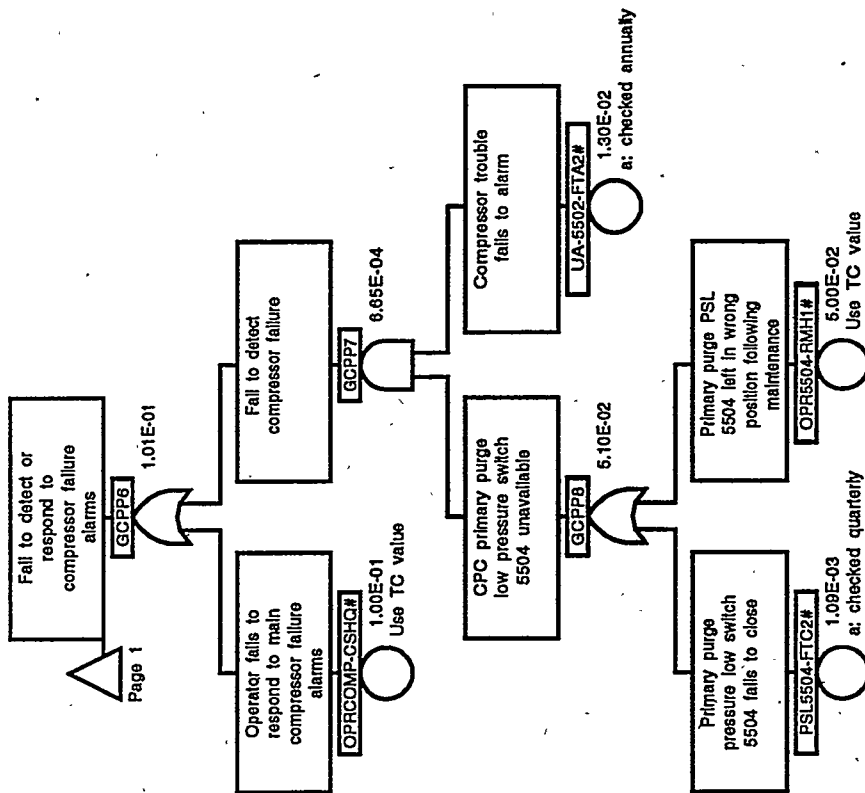 Fail to detect or
respond to
compressor failure
alarms
GCPP6
1.01E-01
Page 1
Operator fails to
respond to main
compressor failure
alarms
OPRCOMP-CSHQ#
1.00E-01
Use TC value
Fail to detect
compressor failure
GCPP7
6.65E-04
CPC primary purge
low pressure switch
5504 unavailable
GCPP8
5.10E-02
Compressor trouble
fails to alarm
UA-5502-FTA2#
1.30E-02
a: checked annually
Primary purge
pressure low switch
5504 fails to close
PSL5504-FTC2#
1.09E-03
a: checked quarterly
Primary purge PSL
5504 left in wrong
position following
maintenance
OPR5504-RMH1#
5.00E-02
Use TC value